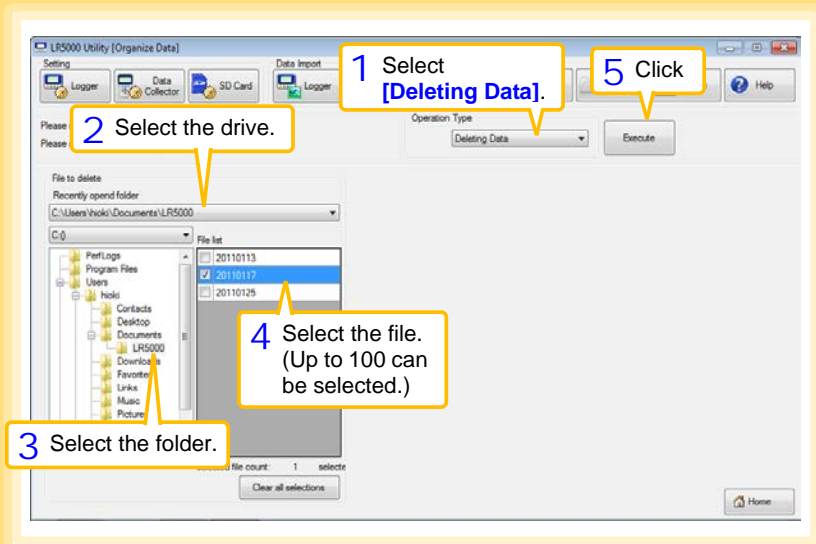 LR5000 Utility [Organize Data]
Setting
Data Import
Logger
Data
Collector
SD Card
Logger
Help
1 Select
[Deleting Data].
5 Click
2 Select the drive.
Please
Please
Operation Type
Deleting Data
Execute
File to delete
Recently opend folder
C:\Users\hioki\Documents\LR5000
C:()
File list
PerfLogs
Program Files
Users
hioki
Contacts
Desktop
Documents
LR5000
Downloads
Favorite
Links
Music
Picture
20110113
20110117
20110125
4 Select the file.
(Up to 100 can
be selected.)
3 Select the folder.
file count: 1 selecte
Clear all selections
Home